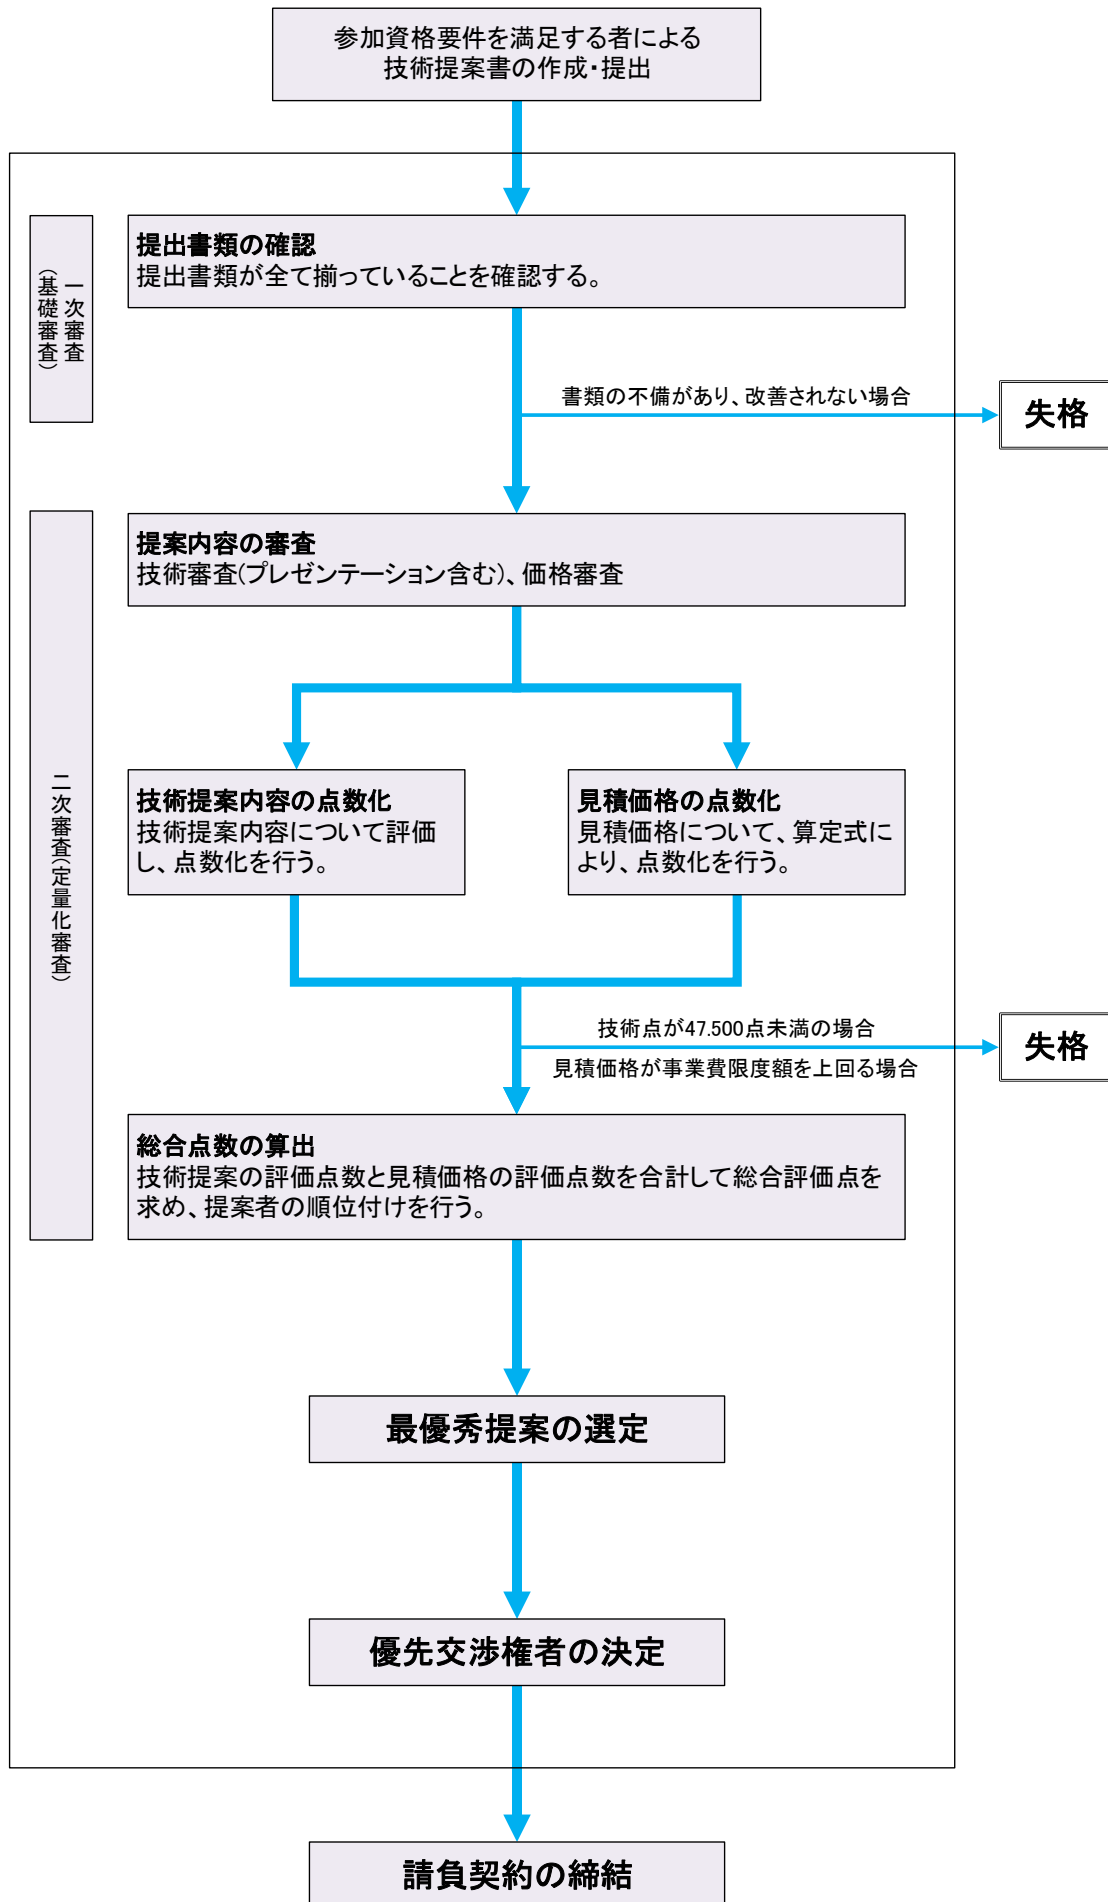 参加資格要件を満足する者による
技術提案書の作成・提出
一次審査
（基礎審査）
提出書類の確認
提出書類が全て揃っていることを確認する。
書類の不備があり、改善されない場合
失格
二次審査（定量化審査）
提案内容の審査
技術審査(プレゼンテーション含む)、価格審査
技術提案内容の点数化
技術提案内容について評価
し、点数化を行う。
見積価格の点数化
見積価格について、算定式に
より、点数化を行う。
技術点が47.500点未満の場合
見積価格が事業費限度額を上回る場合
失格
総合点数の算出
技術提案の評価点数と見積価格の評価点数を合計して総合評価点を
求め、提案者の順位付けを行う。
最優秀提案の選定
優先交渉権者の決定
請負契約の締結